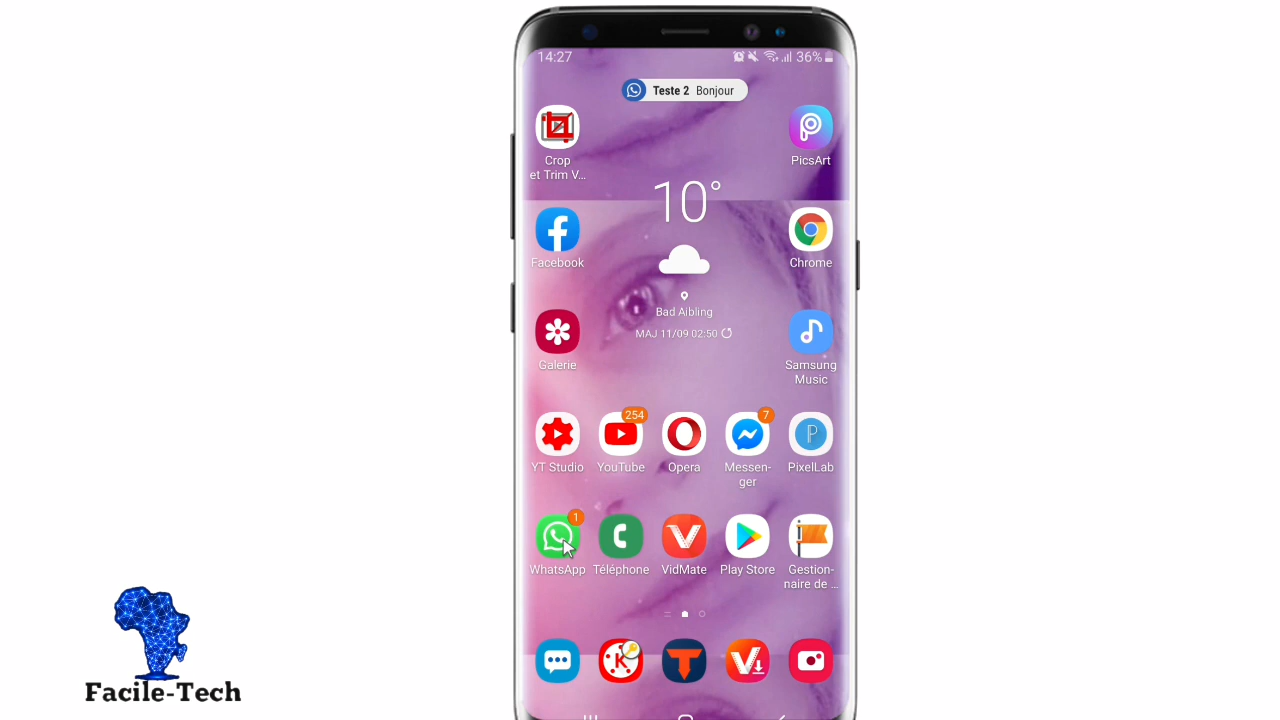 14:27
36%
Teste 2 Bonjour
Crop
et Trim V...
PicsArt
10°
Facebook
Chrome
Bad Aibling
MAJ 11/09 02:50
Galerie
Samsung
Music
254
7
YT Studio
YouTube
Opera
Messen-
ger
PixelLab
1
WhatsApp
Téléphone
VidMate
Play Store
Gestion-
naire de ...
Facile-Tech